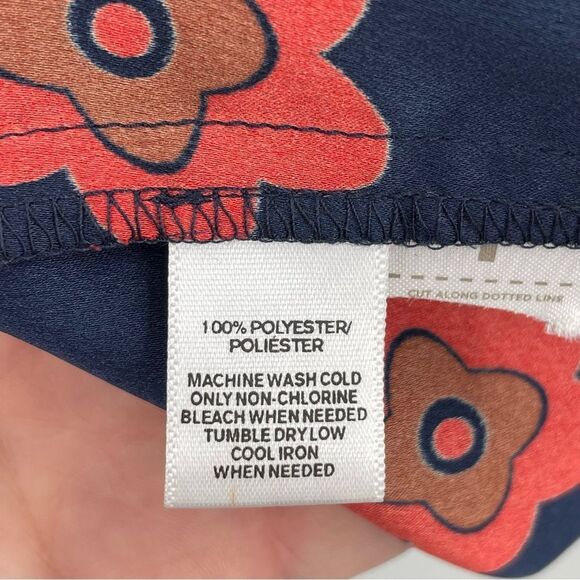 CUT ALONG DOTTED LINE
100% POLYESTER/
POLIÉSTER
MACHINE WASH COLD
ONLY NON-CHLORINE
BLEACH WHEN NEEDED
TUMBLE DRY LOW
COOL IRON
WHEN NEEDED